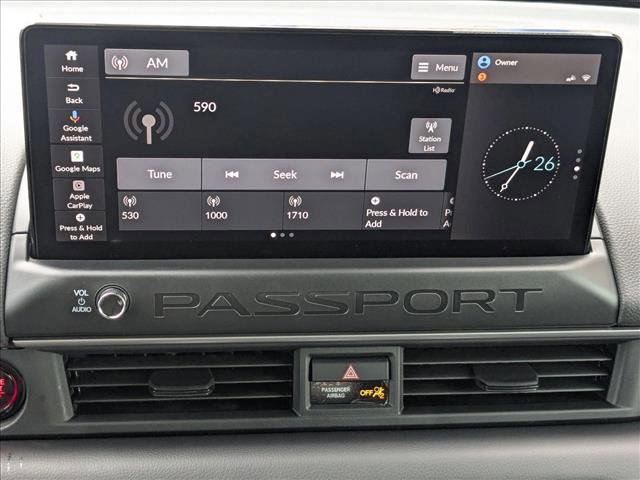 Home
Back
Google
Assistant
Google Maps
Apple
CarPlay
Press & Hold
to Add
AM
Menu
HD Radio
590
Station
List
Tune
Seek
Scan
530
1000
1710
Press & Hold to
Add
Owner
3
26
VOL
AUDIO
PASSPORT
PASSENGER
AIRBAG
OFF